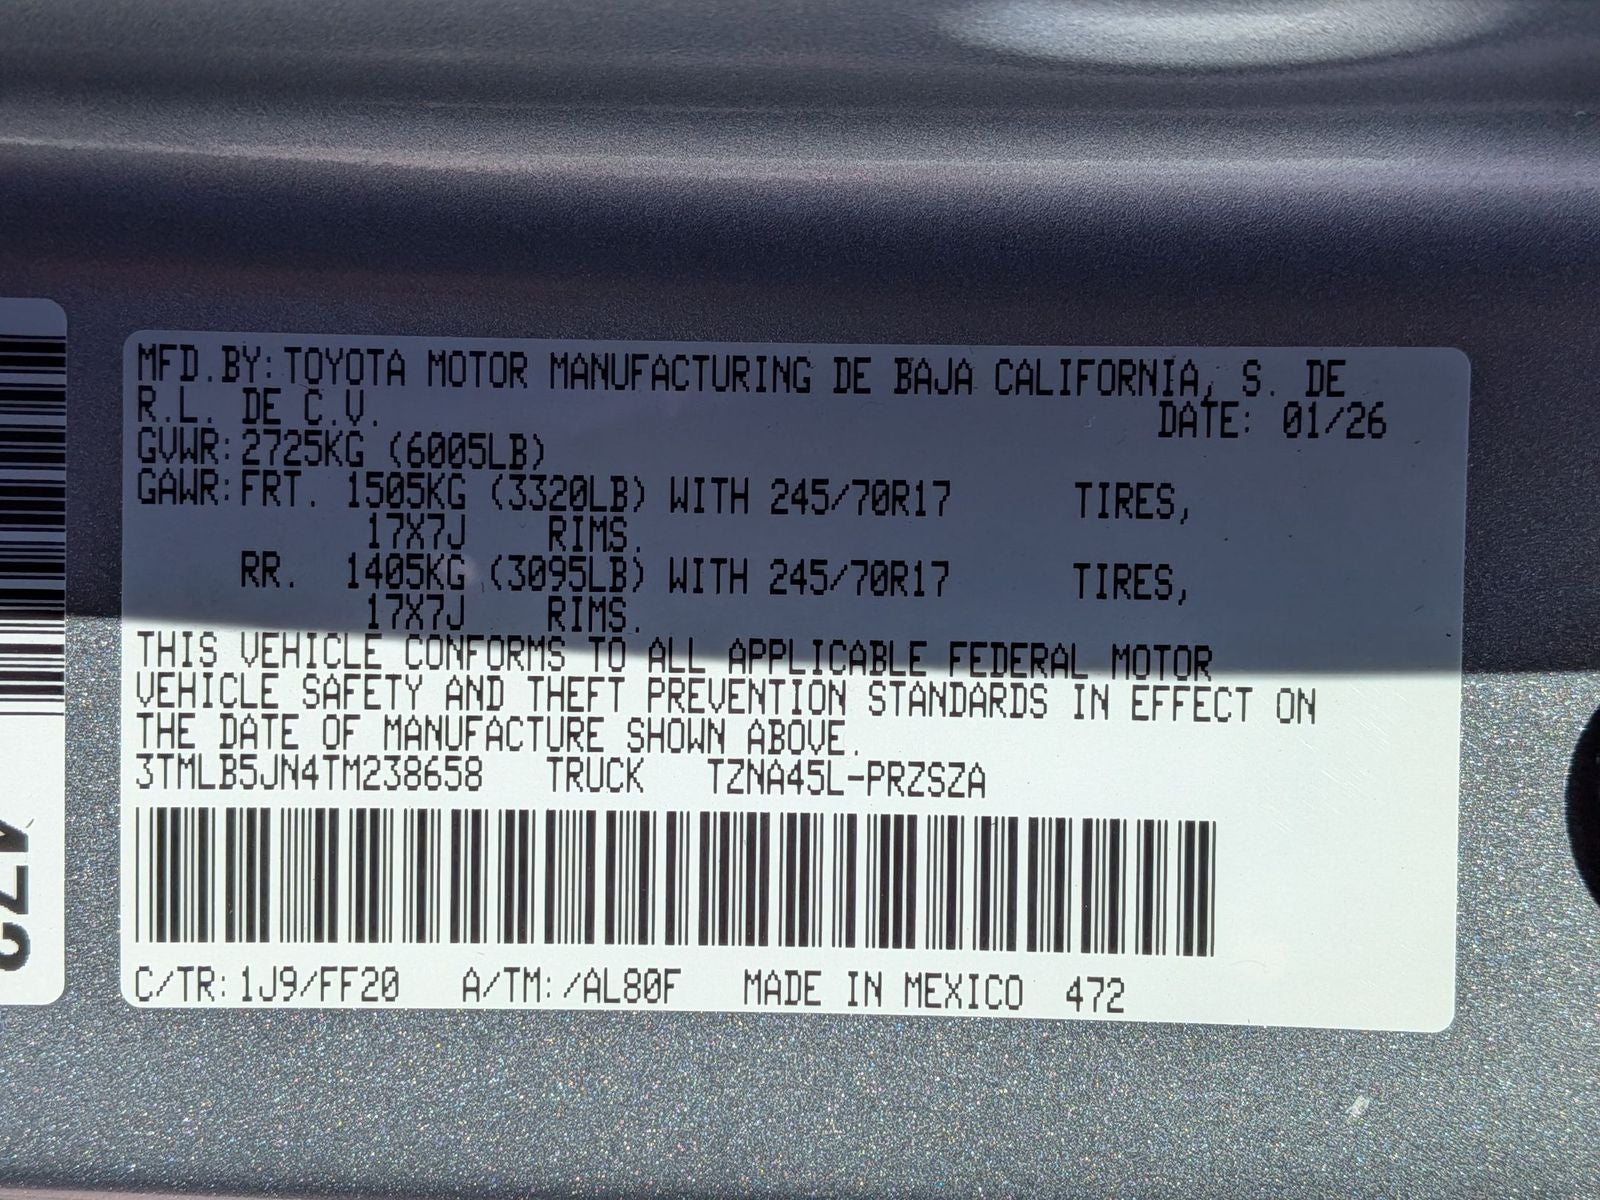 MFD.BY:TOYOTA MOTOR MANUFACTURING DE BAJA CALIFORNIA, S. DE
R.L. DE C.V. DATE: 01/26
GVWR:2725KG (6005LB)
GAWR:FRT. 1505KG (3320LB) WITH 245/70R17 TIRES,
17X7J RIMS.
RR. 1405KG (3095LB) WITH 245/70R17 TIRES,
17X7J RIMS.
THIS VEHICLE CONFORMS TO ALL APPLICABLE FEDERAL MOTOR
VEHICLE SAFETY AND THEFT PREVENTION STANDARDS IN EFFECT ON
THE DATE OF MANUFACTURE SHOWN ABOVE.
3TMLB5JN4TM238658 TRUCK TZNA45L-PRZSZA
C/TR:1J9/FF20 A/TM:/AL80F MADE IN MEXICO 472
472